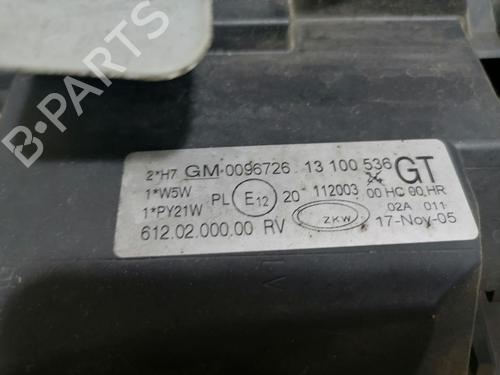 B-PARTS
2*H7 GM 0096726 13 100 536 GT
1*W5W PL E12 20 112003 00 HC 90 HR
1*PY21W ZKW 02A 011
612.02.000.00 RV 17-Nov-05